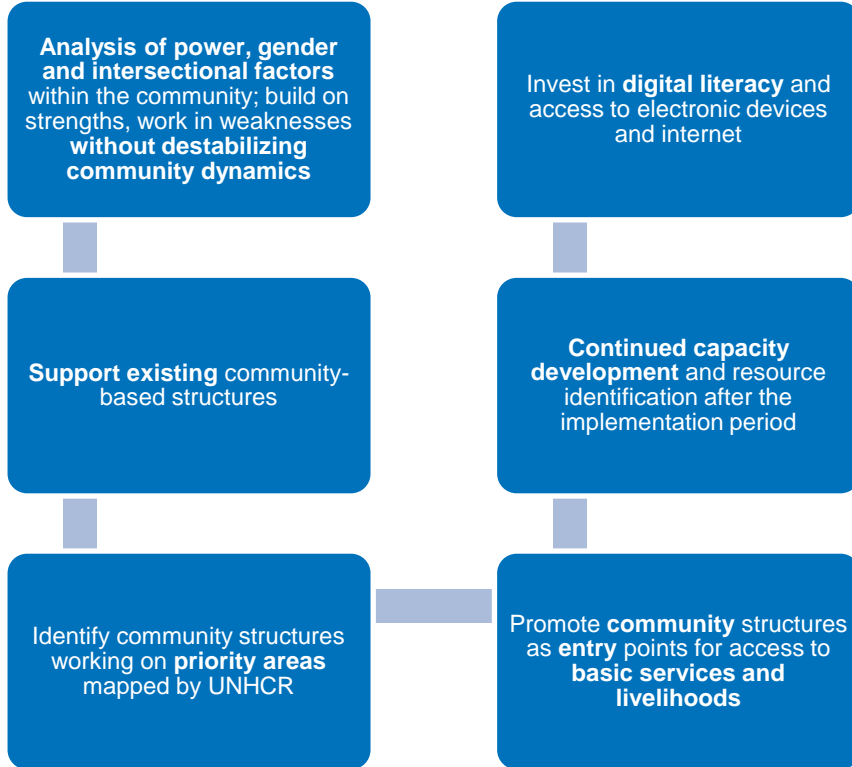 Analysis of power, gender
and intersectional factors
within the community; build on
strengths, work in weaknesses
without destabilizing
community dynamics
Support existing community-
based structures
Identify community structures
working on priority areas
mapped by UNHCR
Promote community structures
as entry points for access to
basic services and
livelihoods
Continued capacity
development and resource
identification after the
implementation period
Invest in digital literacy and
access to electronic devices
and internet